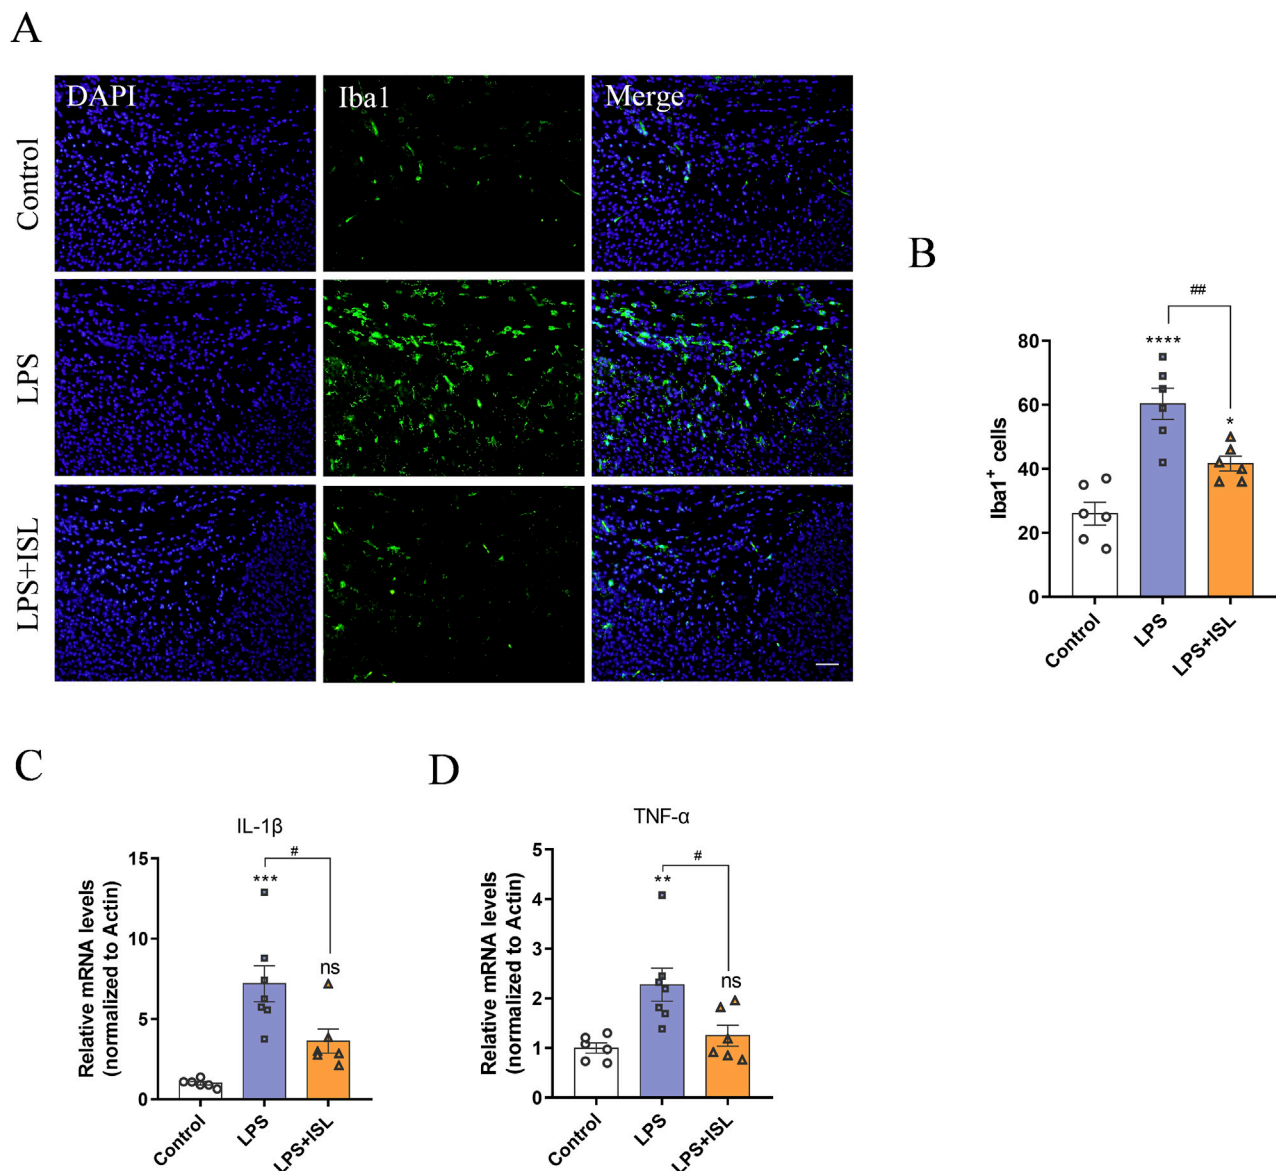 A
DAPI
Iba1
Merge
Control
LPS
LPS+ISL
B
##
****
*
Iba1+ cells
80
60
40
20
0
Control
LPS
LPS+ISL
C
IL-1β
#
***
ns
Relative mRNA levels
(normalized to Actin)
15
10
5
0
Control
LPS
LPS+ISL
D
TNF-α
#
**
ns
Relative mRNA levels
(normalized to Actin)
5
4
3
2
1
0
Control
LPS
LPS+ISL